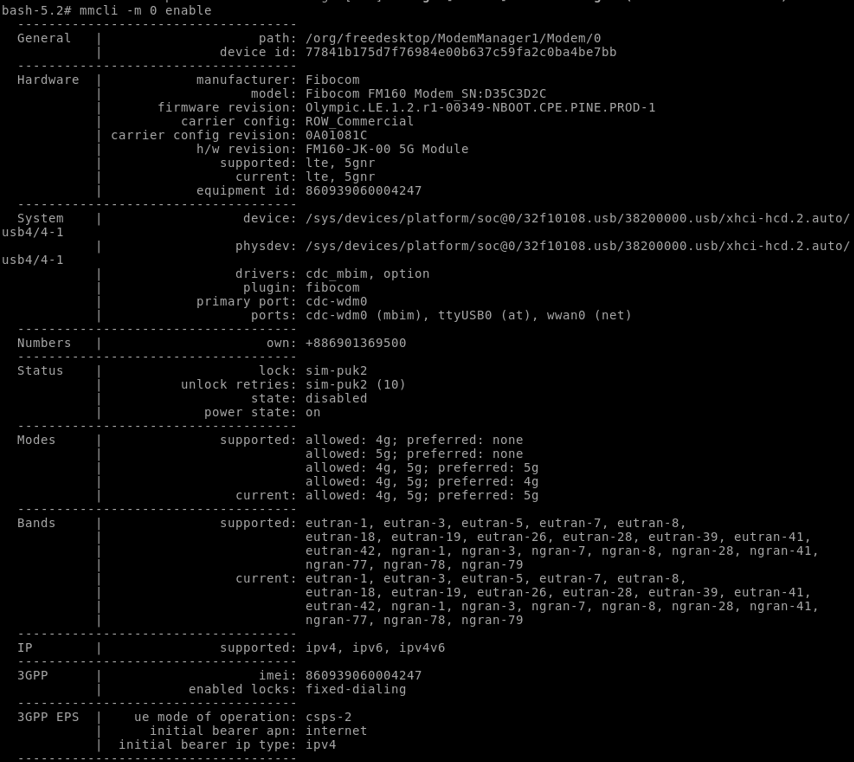 bash-5.2# mmcli -m 0 enable
----------------------------------
General | path: /org/freedesktop/ModemManager1/Modem/0
| device id: 77841b175d7f76984e00b637c59fa2c0ba4be7bb
----------------------------------
Hardware | manufacturer: Fibocom
| model: Fibocom FM160 Modem_SN:D35C3D2C
| firmware revision: Olympic.LE.1.2.r1-00349-NBOOT.CPE.PINE.PROD-1
| carrier config: ROW_Commercial
| carrier config revision: 0A01081C
| h/w revision: FM160-JK-00 5G Module
| supported: lte, 5gnr
| current: lte, 5gnr
| equipment id: 860939060004247
----------------------------------
System | device: /sys/devices/platform/soc@0/32f10108.usb/38200000.usb/xhci-hcd.2.auto/
usb4/4-1
| physdev: /sys/devices/platform/soc@0/32f10108.usb/38200000.usb/xhci-hcd.2.auto/
usb4/4-1
| drivers: cdc_mbim, option
| plugin: fibocom
| primary port: cdc-wdm0
| ports: cdc-wdm0 (mbim), ttyUSB0 (at), wwan0 (net)
----------------------------------
Numbers | own: +886901369500
----------------------------------
Status | lock: sim-puk2
| unlock retries: sim-puk2 (10)
| state: disabled
| power state: on
----------------------------------
Modes | supported: allowed: 4g; preferred: none
| allowed: 5g; preferred: none
| allowed: 4g, 5g; preferred: 5g
| allowed: 4g, 5g; preferred: 4g
| current: allowed: 4g, 5g; preferred: 5g
----------------------------------
Bands | supported: eutran-1, eutran-3, eutran-5, eutran-7, eutran-8,
| eutran-18, eutran-19, eutran-26, eutran-28, eutran-39, eutran-41,
| eutran-42, ngran-1, ngran-3, ngran-7, ngran-8, ngran-28, ngran-41,
| ngran-77, ngran-78, ngran-79
| current: eutran-1, eutran-3, eutran-5, eutran-7, eutran-8,
| eutran-18, eutran-19, eutran-26, eutran-28, eutran-39, eutran-41,
| eutran-42, ngran-1, ngran-3, ngran-7, ngran-8, ngran-28, ngran-41,
| ngran-77, ngran-78, ngran-79
----------------------------------
IP | supported: ipv4, ipv6, ipv4v6
----------------------------------
3GPP | imei: 860939060004247
| enabled locks: fixed-dialing
----------------------------------
3GPP EPS | ue mode of operation: csps-2
| initial bearer apn: internet
| initial bearer ip type: ipv4
----------------------------------